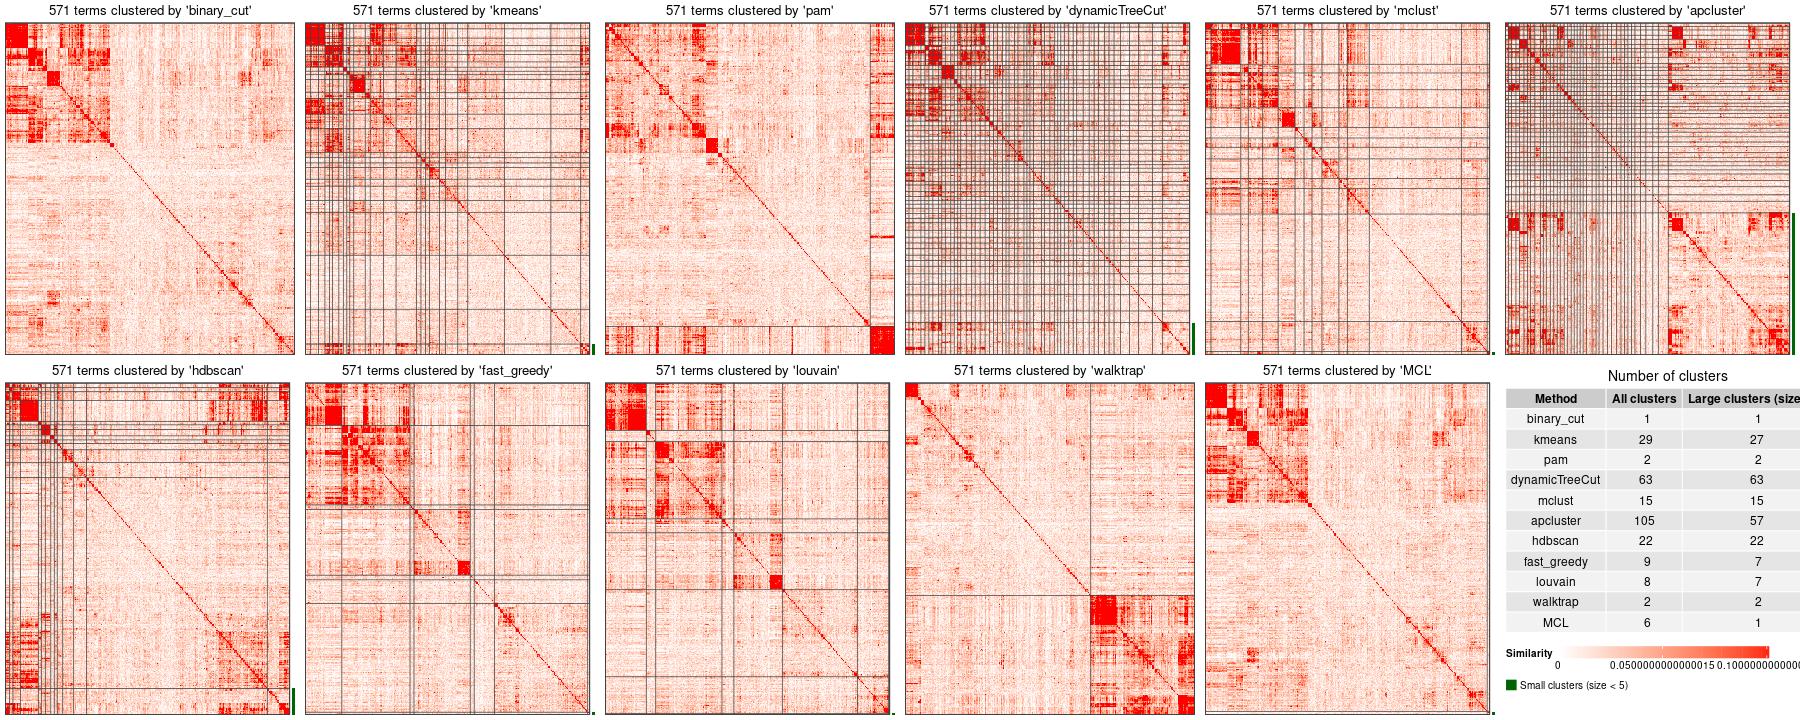 571 terms clustered by 'binary_cut'
571 terms clustered by 'kmeans'
571 terms clustered by 'pam'
571 terms clustered by 'dynamicTreeCut'
571 terms clustered by 'mclust'
571 terms clustered by 'apcluster'
571 terms clustered by 'hdbscan'
571 terms clustered by 'fast_greedy'
571 terms clustered by 'louvain'
571 terms clustered by 'walktrap'
571 terms clustered by 'MCL'
Number of clusters
Method All clusters Large clusters (size
binary_cut 1 1
kmeans 29 27
pam 2 2
dynamicTreeCut 63 63
mclust 15 15
apcluster 105 57
hdbscan 22 22
fast_greedy 9 7
louvain 8 7
walktrap 2 2
MCL 6 1
Similarity
0 0.0500000000000015 0.1000000000000
Small clusters (size < 5)